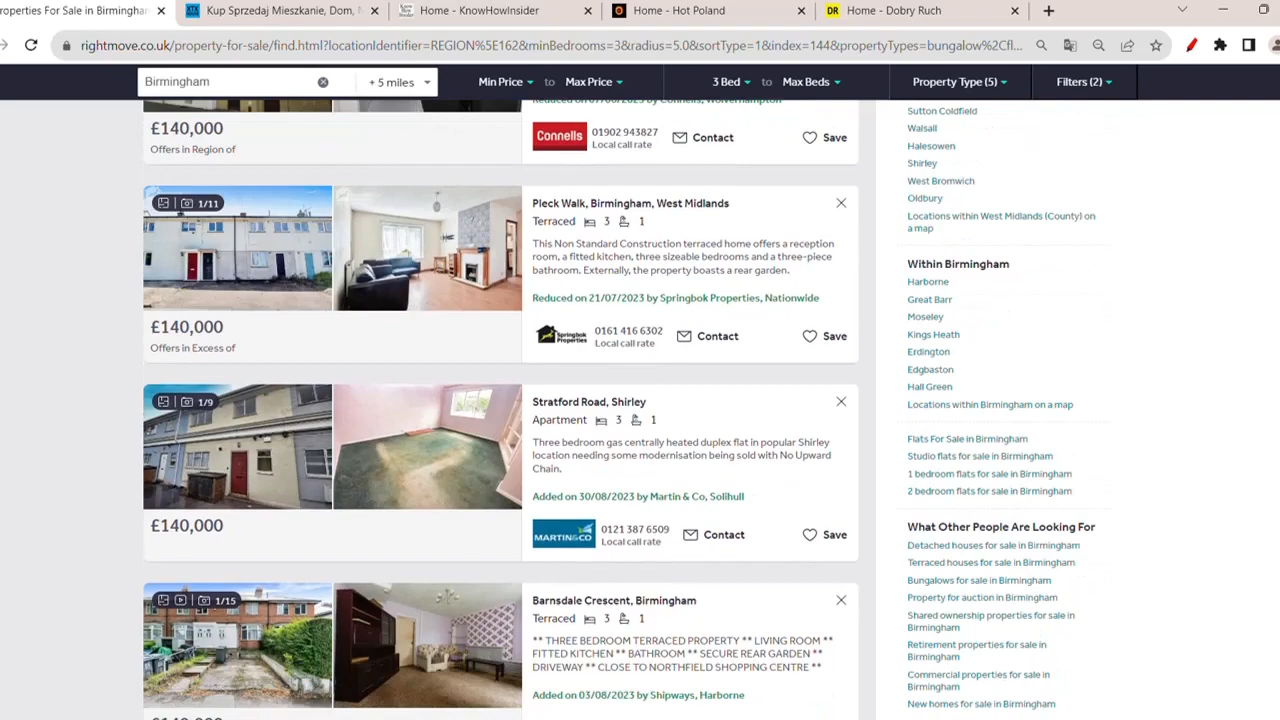 roperties For Sale in Birmingham
Kup Sprzedaj Mieszkanie, Dom,
Home - KnowHowInsider
Home - Hot Poland
Home - Dobry Ruch
rightmove.co.uk/property-for-sale/find.html?locationIdentifier=REGION%5E162&minBedrooms=3&radius=5.0&sortType=1&index=144&propertyTypes=bungalow%2Cfl...
Birmingham
+ 5 miles
Min Price
to
Max Price
3 Bed
to
Max Beds
Property Type (5)
Filters (2)
£140,000
Offers in Region of
Reduced on 07/06/2023 by Connells, Wolverhampton
Connells
01902 943827
Local call rate
Contact
Save
1/11
£140,000
Offers in Excess of
Pleck Walk, Birmingham, West Midlands
Terraced 3 1
This Non Standard Construction terraced home offers a reception
room, a fitted kitchen, three sizeable bedrooms and a three-piece
bathroom. Externally, the property boasts a rear garden.
Reduced on 21/07/2023 by Springbok Properties, Nationwide
Springbok
Properties
0161 416 6302
Local call rate
Contact
Save
1/9
£140,000
Stratford Road, Shirley
Apartment 3 1
Three bedroom gas centrally heated duplex flat in popular Shirley
location needing some modernisation being sold with No Upward
Chain.
Added on 30/08/2023 by Martin & Co, Solihull
MARTIN&CO
0121 387 6509
Local call rate
Contact
Save
1/15
£140,000
Barnsdale Crescent, Birmingham
Terraced 3 1
** THREE BEDROOM TERRACED PROPERTY ** LIVING ROOM **
FITTED KITCHEN ** BATHROOM ** SECURE REAR GARDEN **
DRIVEWAY ** CLOSE TO NORTHFIELD SHOPPING CENTRE **
Added on 03/08/2023 by Shipways, Harborne
Sutton Coldfield
Walsall
Halesowen
Shirley
West Bromwich
Oldbury
Locations within West Midlands (County) on
a map
Within Birmingham
Harborne
Great Barr
Moseley
Kings Heath
Erdington
Edgbaston
Hall Green
Locations within Birmingham on a map
Flats For Sale in Birmingham
Studio flats for sale in Birmingham
1 bedroom flats for sale in Birmingham
2 bedroom flats for sale in Birmingham
What Other People Are Looking For
Detached houses for sale in Birmingham
Terraced houses for sale in Birmingham
Bungalows for sale in Birmingham
Property for auction in Birmingham
Shared ownership properties for sale in
Birmingham
Retirement properties for sale in
Birmingham
Commercial properties for sale in
Birmingham
New homes for sale in Birmingham